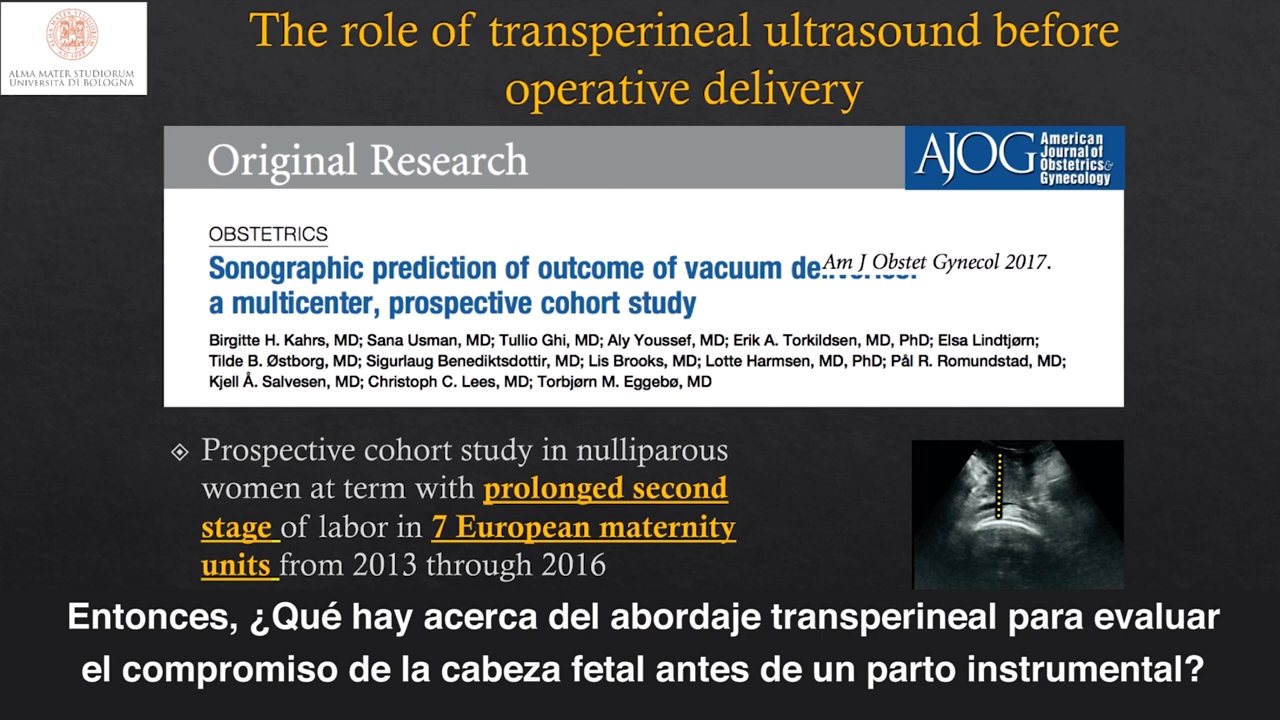 ALMA MATER STUDIORUM
UNIVERSITÀ DI BOLOGNA
The role of transperineal ultrasound before
operative delivery
Original Research
AJOG American
Journal of
Obstetrics&
Gynecology
OBSTETRICS
Sonographic prediction of outcome of vacuum
Am J Obstet Gynecol 2017.
a multicenter, prospective cohort study
Birgitte H. Kahrs, MD; Sana Usman, MD; Tullio Ghi, MD; Aly Youssef, MD; Erik A. Torkildsen, MD, PhD; Elsa Lindtjørn;
Tilde B. Østborg, MD; Sigurlaug Benediktsdottir, MD; Lis Brooks, MD; Lotte Harmsen, MD, PhD; Pål R. Romundstad, MD;
Kjell Å. Salvesen, MD; Christoph C. Lees, MD; Torbjørn M. Eggebø, MD
Prospective cohort study in nulliparous
women at term with prolonged second
stage of labor in 7 European maternity
units from 2013 through 2016
Entonces, ¿Qué hay acerca del abordaje transperineal para evaluar
el compromiso de la cabeza fetal antes de un parto instrumental?